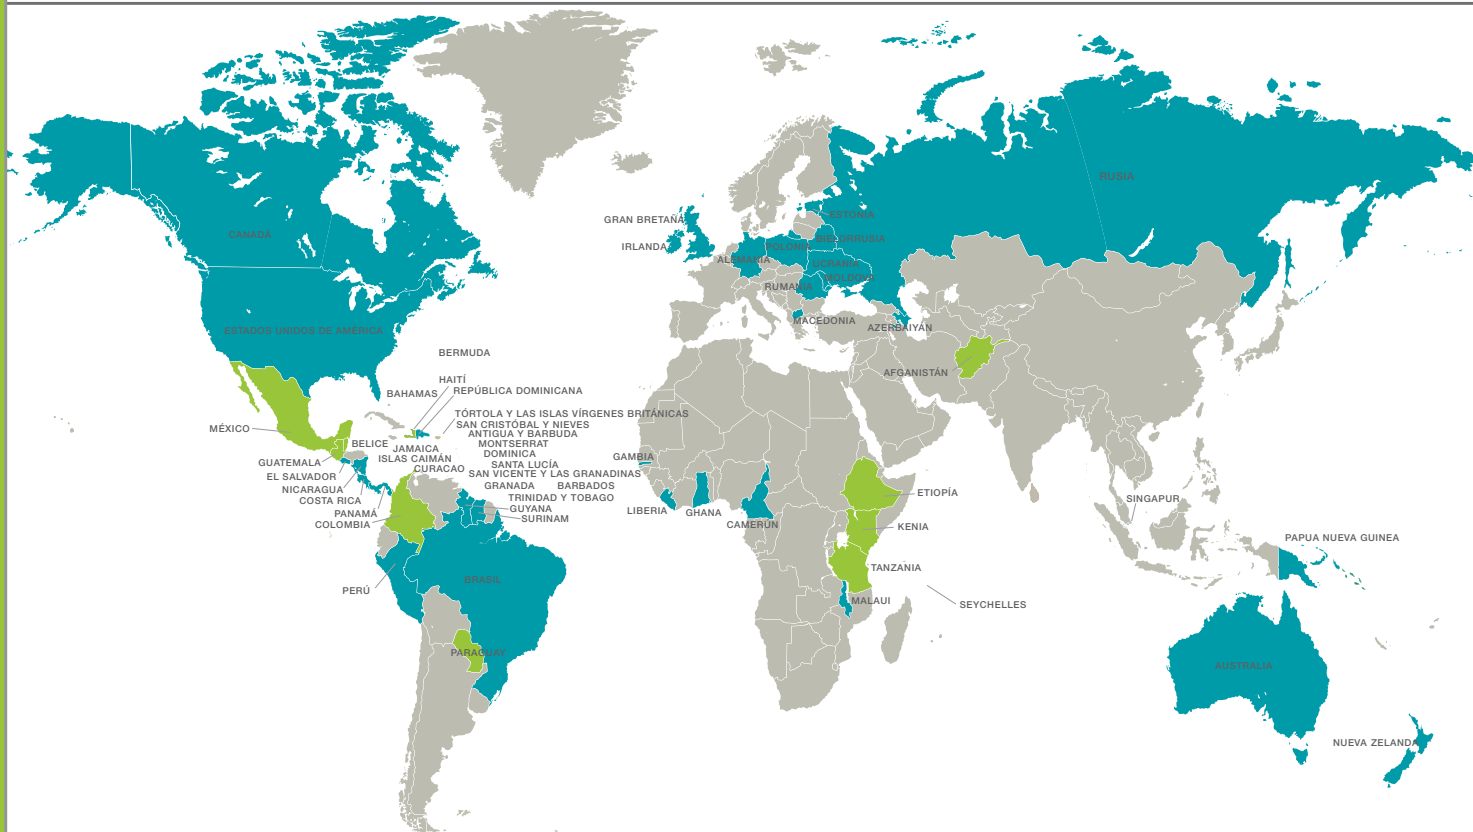 RUSIA
GRAN BRETAÑA
ESTONIA
CANADÁ
BIELORRUSIA
IRLANDA
POLONIA
ALEMANIA
UCRANIA
MOLDOVA
RUMANÍA
MACEDONIA
AZERBAIYÁN
ESTADOS UNIDOS DE AMÉRICA
BERMUDA
AFGANISTÁN
HAITÍ
BAHAMAS
REPÚBLICA DOMINICANA
TÓRTOLA Y LAS ISLAS VÍRGENES BRITÁNICAS
SAN CRISTÓBAL Y NIEVES
MÉXICO
ANTIGUA Y BARBUDA
BELICE
MONTSERRAT
JAMAICA
DOMINICA
ISLAS CAIMÁN
GUATEMALA
SANTA LUCÍA
CURACAO
SAN VICENTE Y LAS GRANADINAS
EL SALVADOR
GRANADA
BARBADOS
NICARAGUA
TRINIDAD Y TOBAGO
COSTA RICA
GUYANA
PANAMÁ
SURINAM
COLOMBIA
GAMBIA
LIBERIA
GHANA
CAMERÚN
ETIOPÍA
KENIA
SINGAPUR
PAPUA NUEVA GUINEA
TANZANIA
BRASIL
PERÚ
MALAUI
SEYCHELLES
PARAGUAY
AUSTRALIA
NUEVA ZELANDA